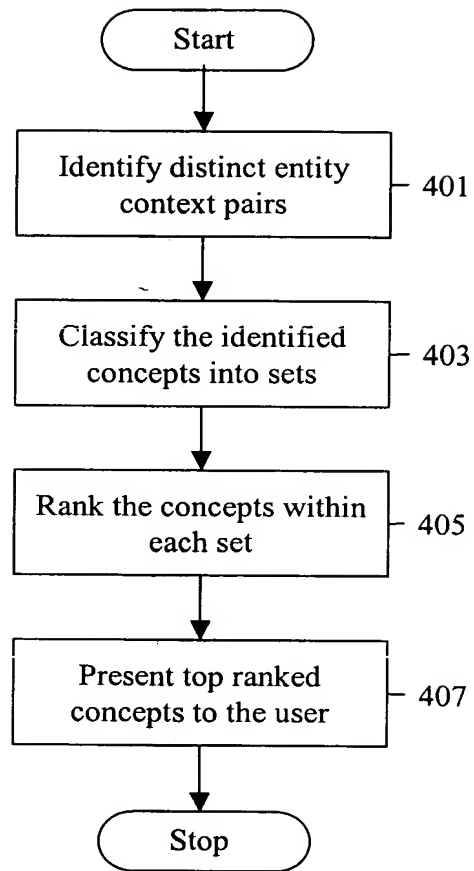 Start
Identify distinct entity
context pairs
401
Classify the identified
concepts into sets
403
Rank the concepts within
each set
405
Present top ranked
concepts to the user
407
Stop